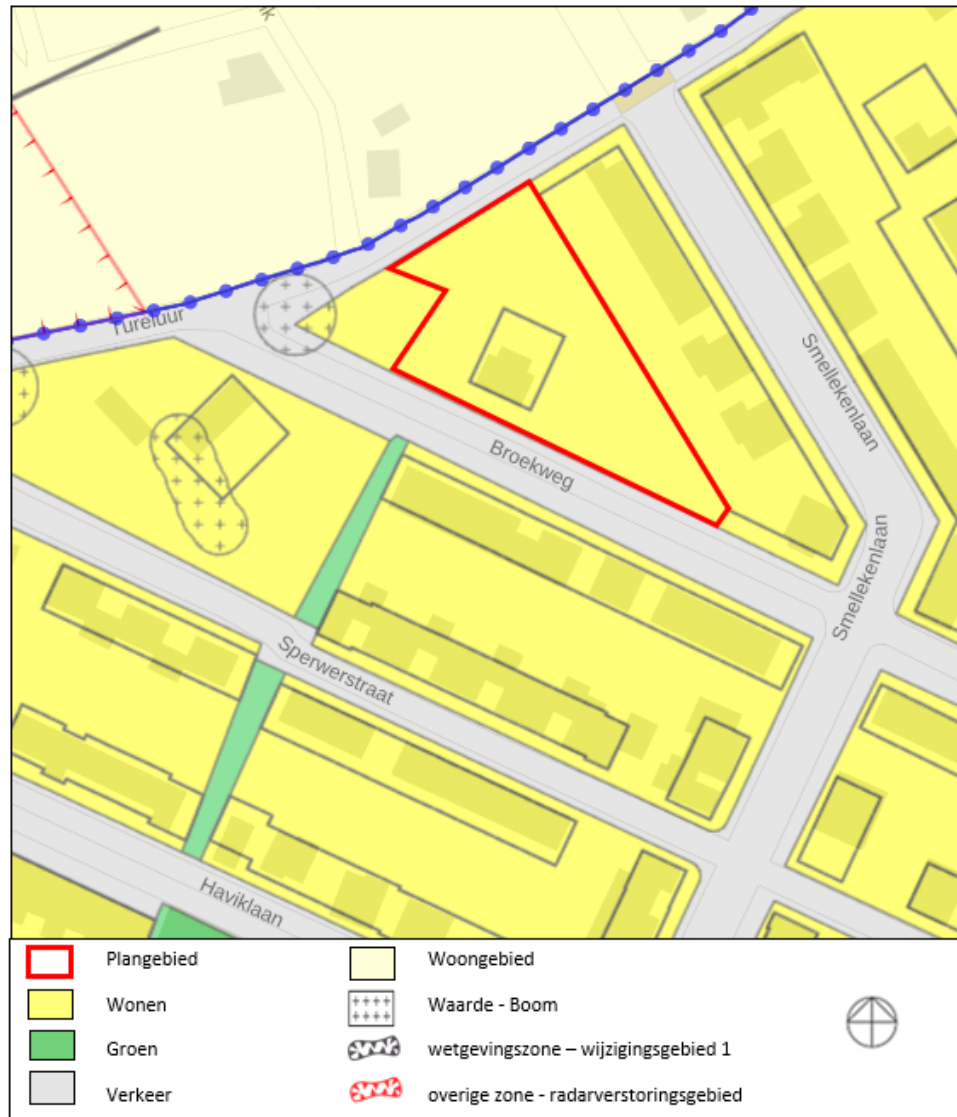 Tureluur
Smellekenlaan
Broekweg
Smellekenlaan
Sperwerstraat
Haviklaan
Plangebied
Woongebied
Wonen
Waarde - Boom
Groen
wetgevingszone – wijzigingsgebied 1
Verkeer
overige zone - radarverstoringsgebied